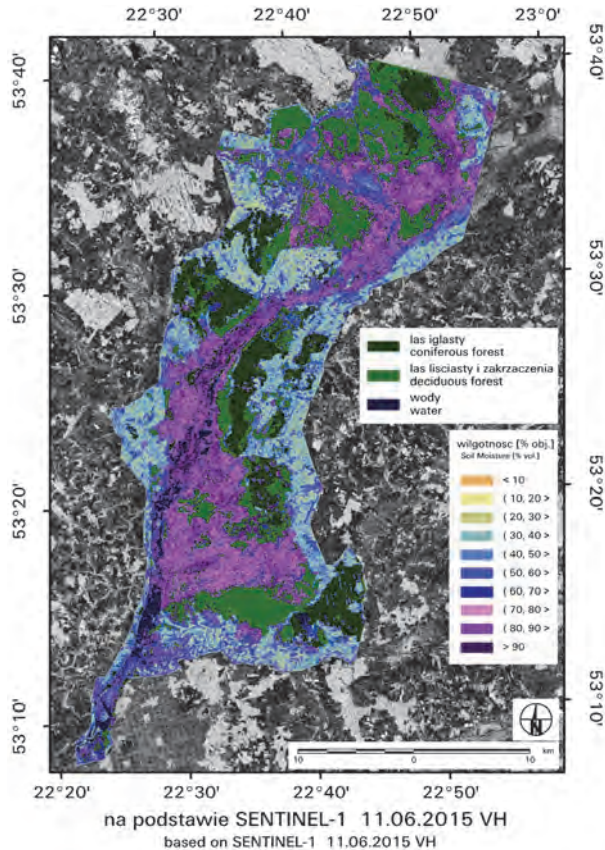 22°30' 22°40' 22°50' 23°0'
53°40'
53°40'
53°30'
53°30'
53°20'
53°20'
53°10'
53°10'
las iglasty
coniferous forest
las lisciasty i zakrzaczenia
deciduous forest
wody
water
wilgotnosc [% obj.]
Soil Moisture [% vol.]
< 10
( 10, 20 >
( 20, 30 >
( 30, 40 >
( 40, 50 >
( 50, 60 >
( 60, 70 >
( 70, 80 >
( 80, 90 >
> 90
N
km
10 0 10
22°20' 22°30' 22°40' 22°50'
na podstawie SENTINEL-1 11.06.2015 VH
based on SENTINEL-1 11.06.2015 VH